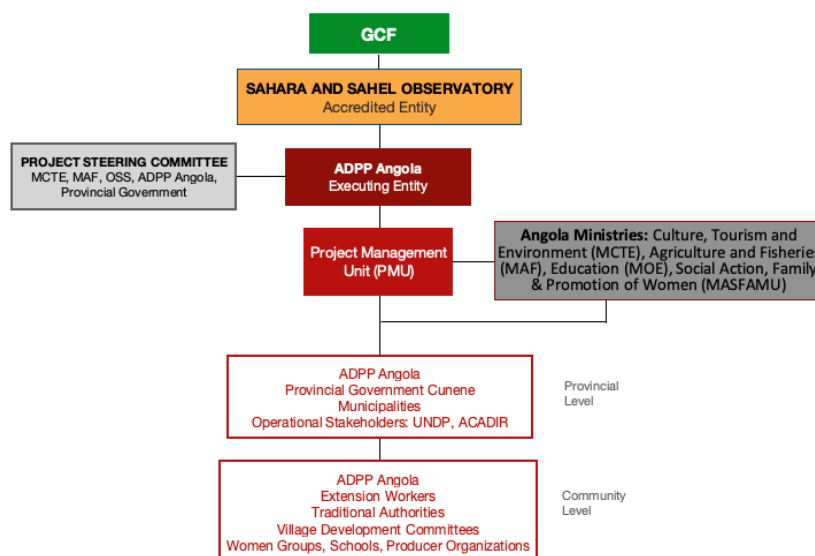 GCF
SAHARA AND SAHEL OBSERVATORY
Accredited Entity
PROJECT STEERING COMMITTEE
MCTE, MAF, OSS, ADPP Angola,
Provincial Government
ADPP Angola
Executing Entity
Project Management
Unit (PMU)
Angola Ministries: Culture, Tourism and
Environment (MCTE), Agriculture and Fisheries
(MAF), Education (MOE), Social Action, Family
& Promotion of Women (MASFAMU)
ADPP Angola
Provincial Government Cunene
Municipalities
Operational Stakeholders: UNDP, ACADIR
Provincial
Level
ADPP Angola
Extension Workers
Traditional Authorities
Village Development Committees
Women Groups, Schools, Producer Organizations
Community
Level